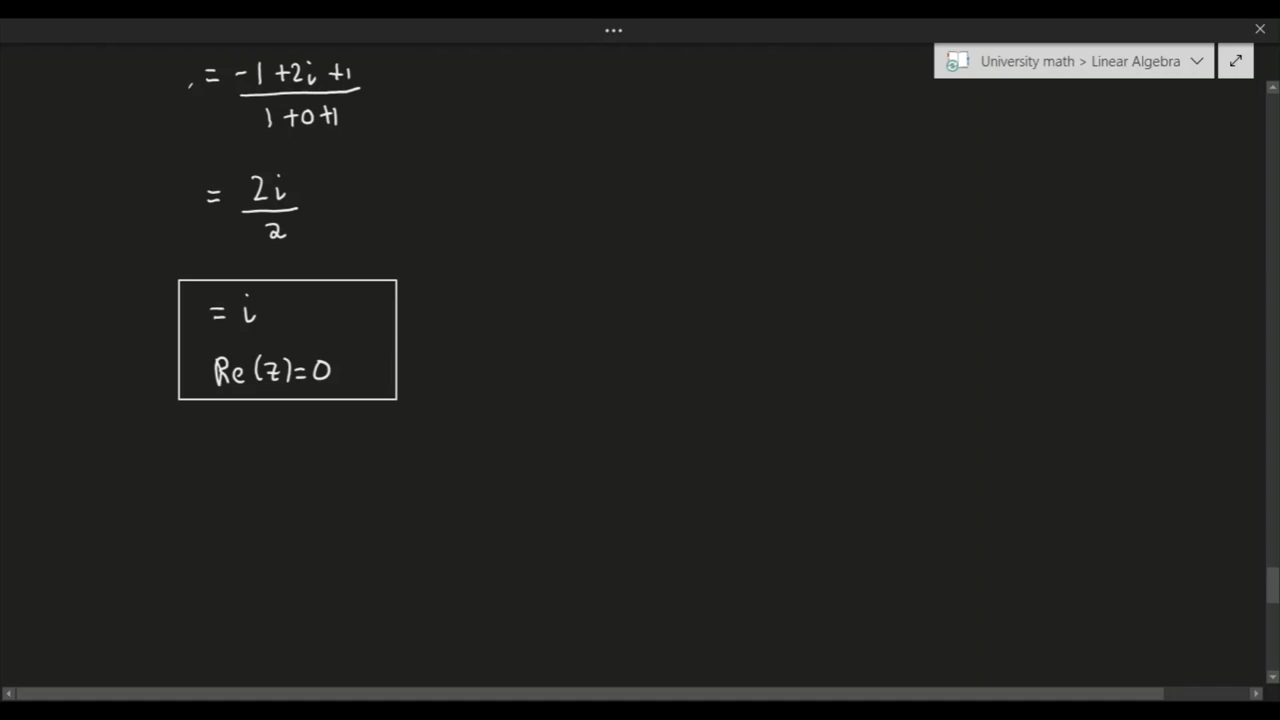 University math > Linear Algebra
= -1 +2i +1
1 +0+1
= 2i
2
= i
Re(z)=0